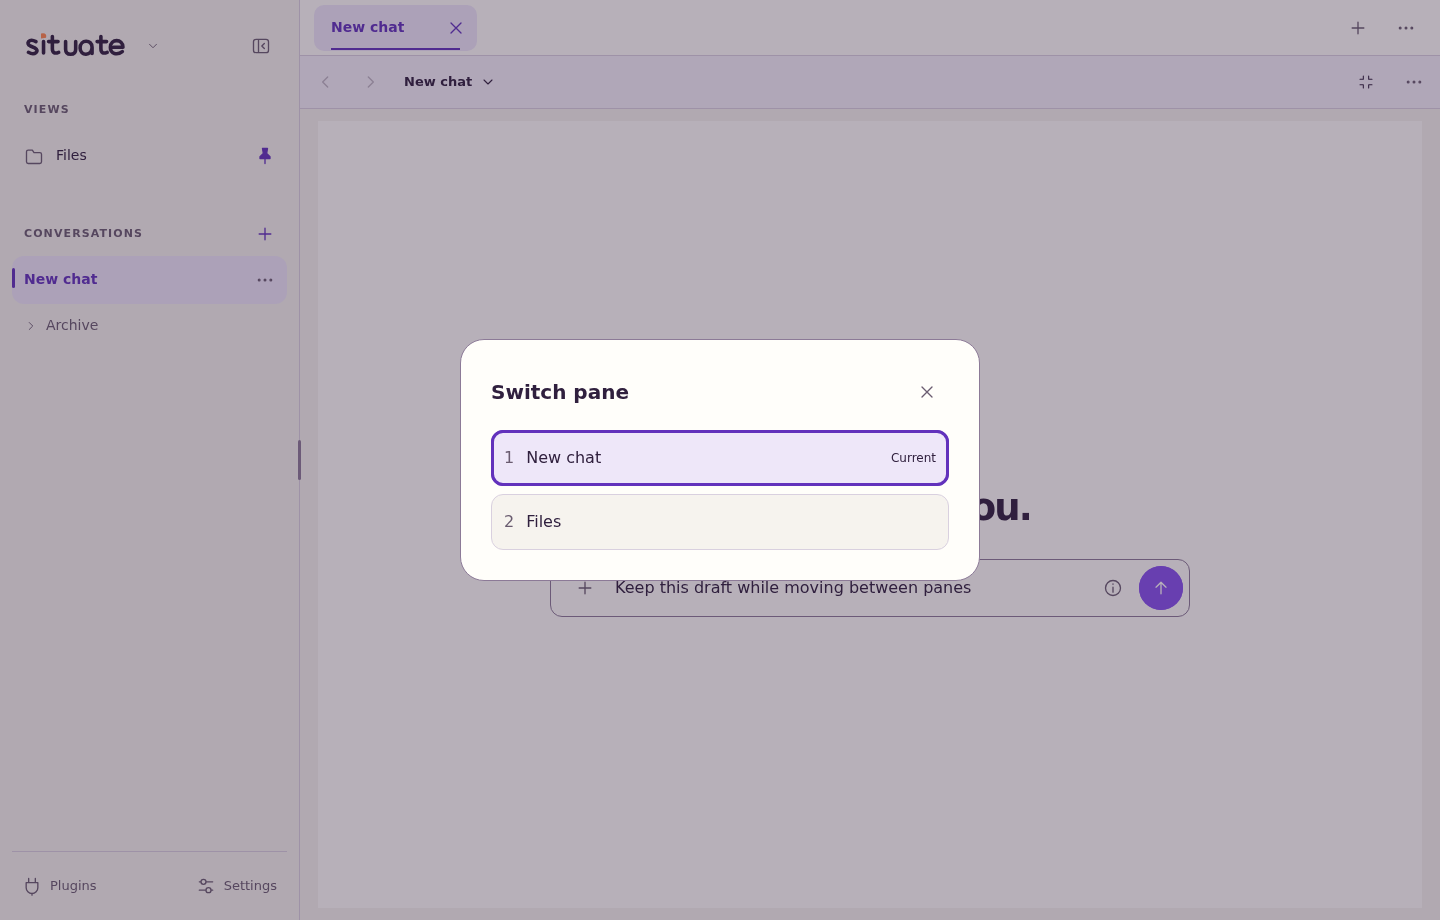 situate
VIEWS
Files
CONVERSATIONS
New chat
Archive
Plugins
Settings
New chat
New chat
Switch pane
1 New chat Current
2 Files
ou.
Keep this draft while moving between panes